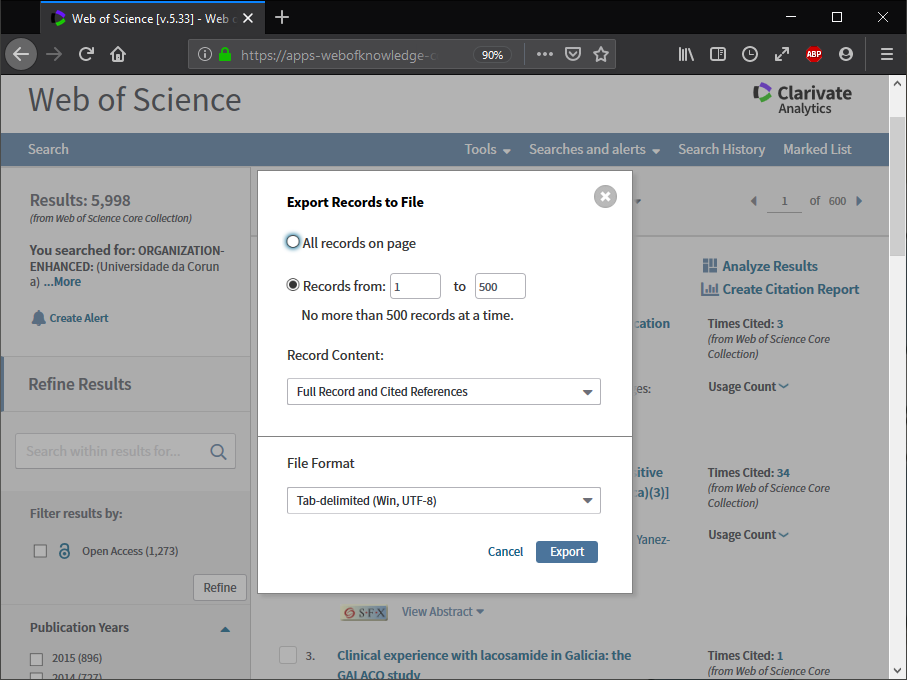 Web of Science [v.5.33] - Web
https://apps-webofknowledge-c
90%
ABP
Web of Science
Clarivate
Analytics
Search
Tools
Searches and alerts
Search History
Marked List
Results: 5,998
(from Web of Science Core Collection)
You searched for: ORGANIZATION-
ENHANCED: (Universidade da Corun
a) ...More
Create Alert
Refine Results
Search within results for...
Filter results by:
Open Access (1,273)
Refine
Publication Years
2015 (896)
2014 (727)
Export Records to File
All records on page
Records from: 1 to 500
No more than 500 records at a time.
Record Content:
Full Record and Cited References
File Format
Tab-delimited (Win, UTF-8)
Cancel
Export
1 of 600
Analyze Results
Create Citation Report
cation
Times Cited: 3
(from Web of Science Core
Collection)
es:
Usage Count
itive
a)(3)]
Times Cited: 34
(from Web of Science Core
Collection)
Yanez-
Usage Count
S·F·X
View Abstract
3.
Clinical experience with lacosamide in Galicia: the
GALACO study
Times Cited: 1
(from Web of Science Core